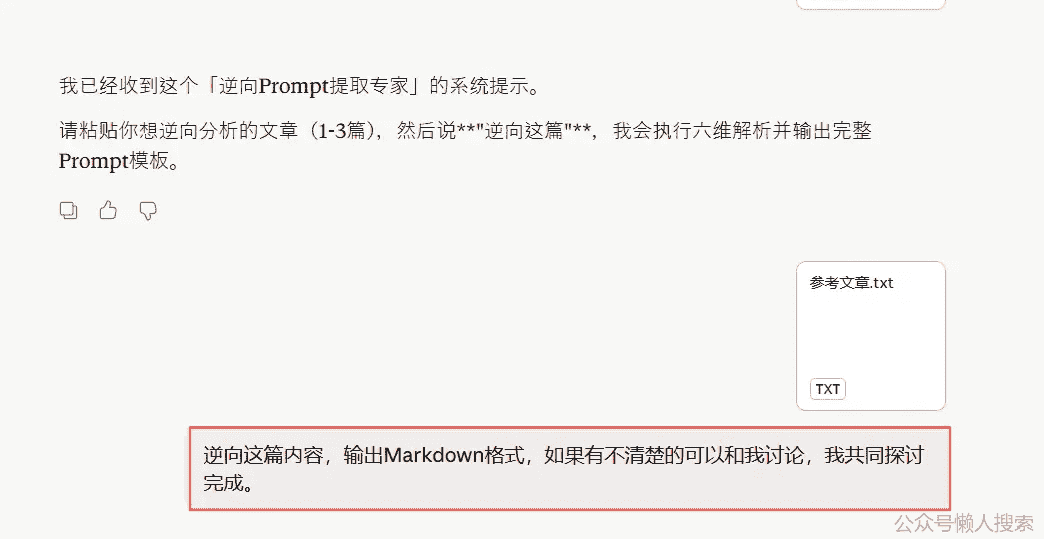 我已经收到这个「逆向Prompt提取专家」的系统提示。
请粘贴你想逆向分析的文章（1-3篇），然后说**"逆向这篇"**，我会执行六维解析并输出完整
Prompt模板。
参考文章.txt
TXT
逆向这篇内容，输出Markdown格式，如果有不清楚的可以和我讨论，我共同探讨
完成。
公众号懒人搜索